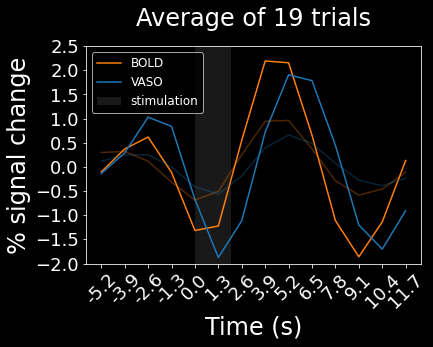 Average of 19 trials
BOLD
VASO
stimulation
% signal change
2.5
2.0
1.5
1.0
0.5
0.0
−0.5
−1.0
−1.5
−2.0
-5.2 -3.9 -2.6 -1.3 0.0 1.3 2.6 3.9 5.2 6.5 7.8 9.1 10.4 11.7
Time (s)